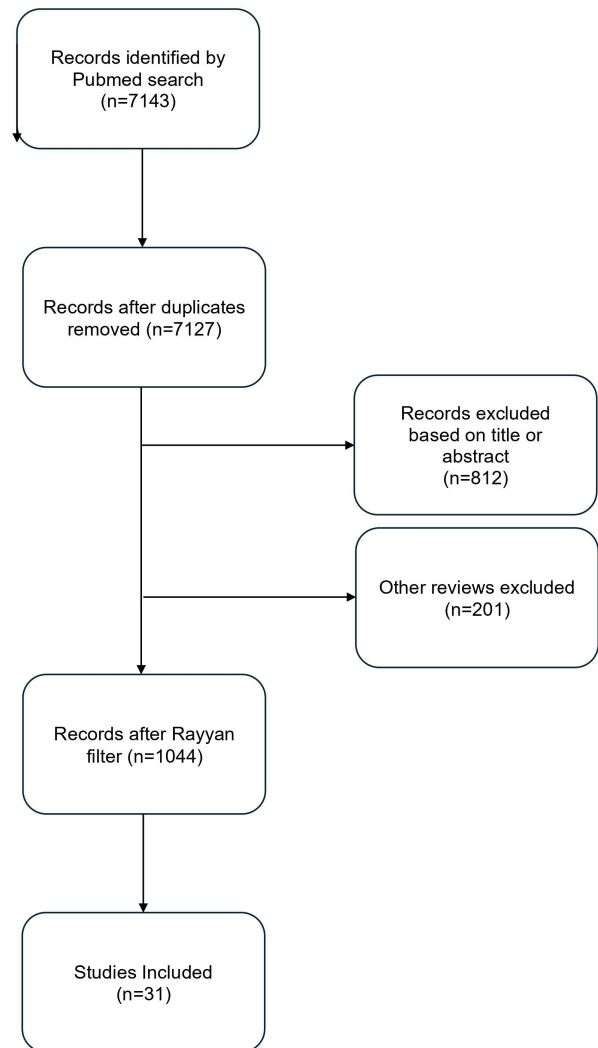 Records identified by
Pubmed search
(n=7143)
Records after duplicates
removed (n=7127)
Records excluded
based on title or
abstract
(n=812)
Other reviews excluded
(n=201)
Records after Rayyan
filter (n=1044)
Studies Included
(n=31)